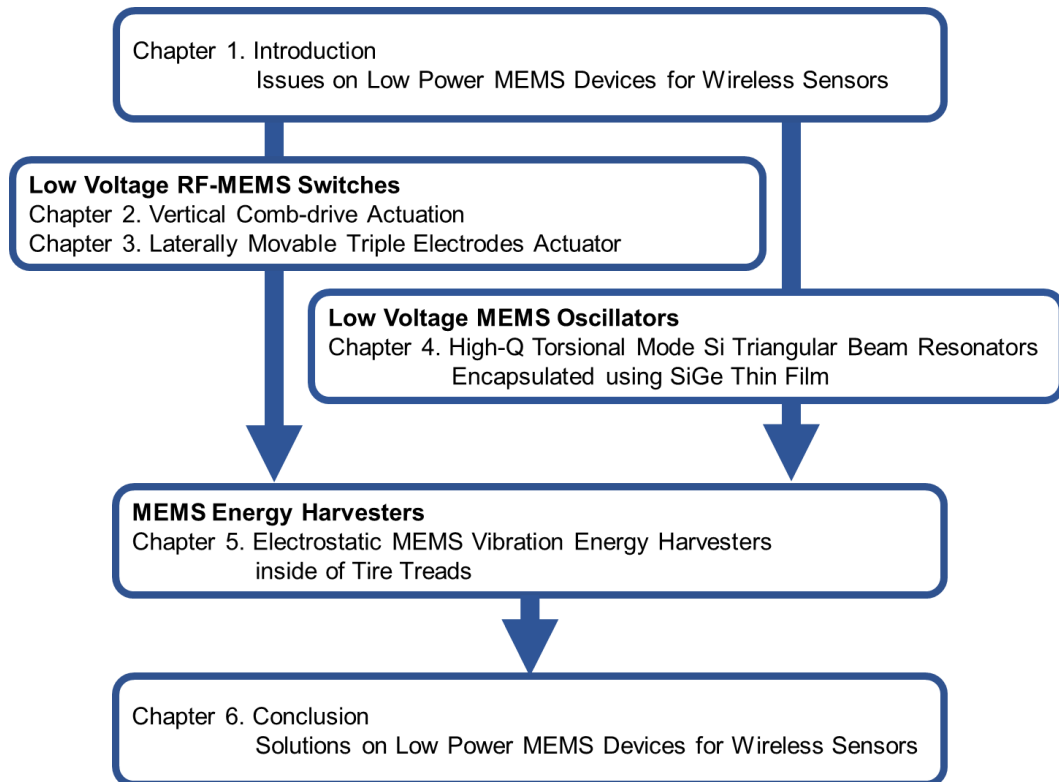 Chapter 1. Introduction
Issues on Low Power MEMS Devices for Wireless Sensors
Low Voltage RF-MEMS Switches
Chapter 2. Vertical Comb-drive Actuation
Chapter 3. Laterally Movable Triple Electrodes Actuator
Low Voltage MEMS Oscillators
Chapter 4. High-Q Torsional Mode Si Triangular Beam Resonators
Encapsulated using SiGe Thin Film
MEMS Energy Harvesters
Chapter 5. Electrostatic MEMS Vibration Energy Harvesters
inside of Tire Treads
Chapter 6. Conclusion
Solutions on Low Power MEMS Devices for Wireless Sensors